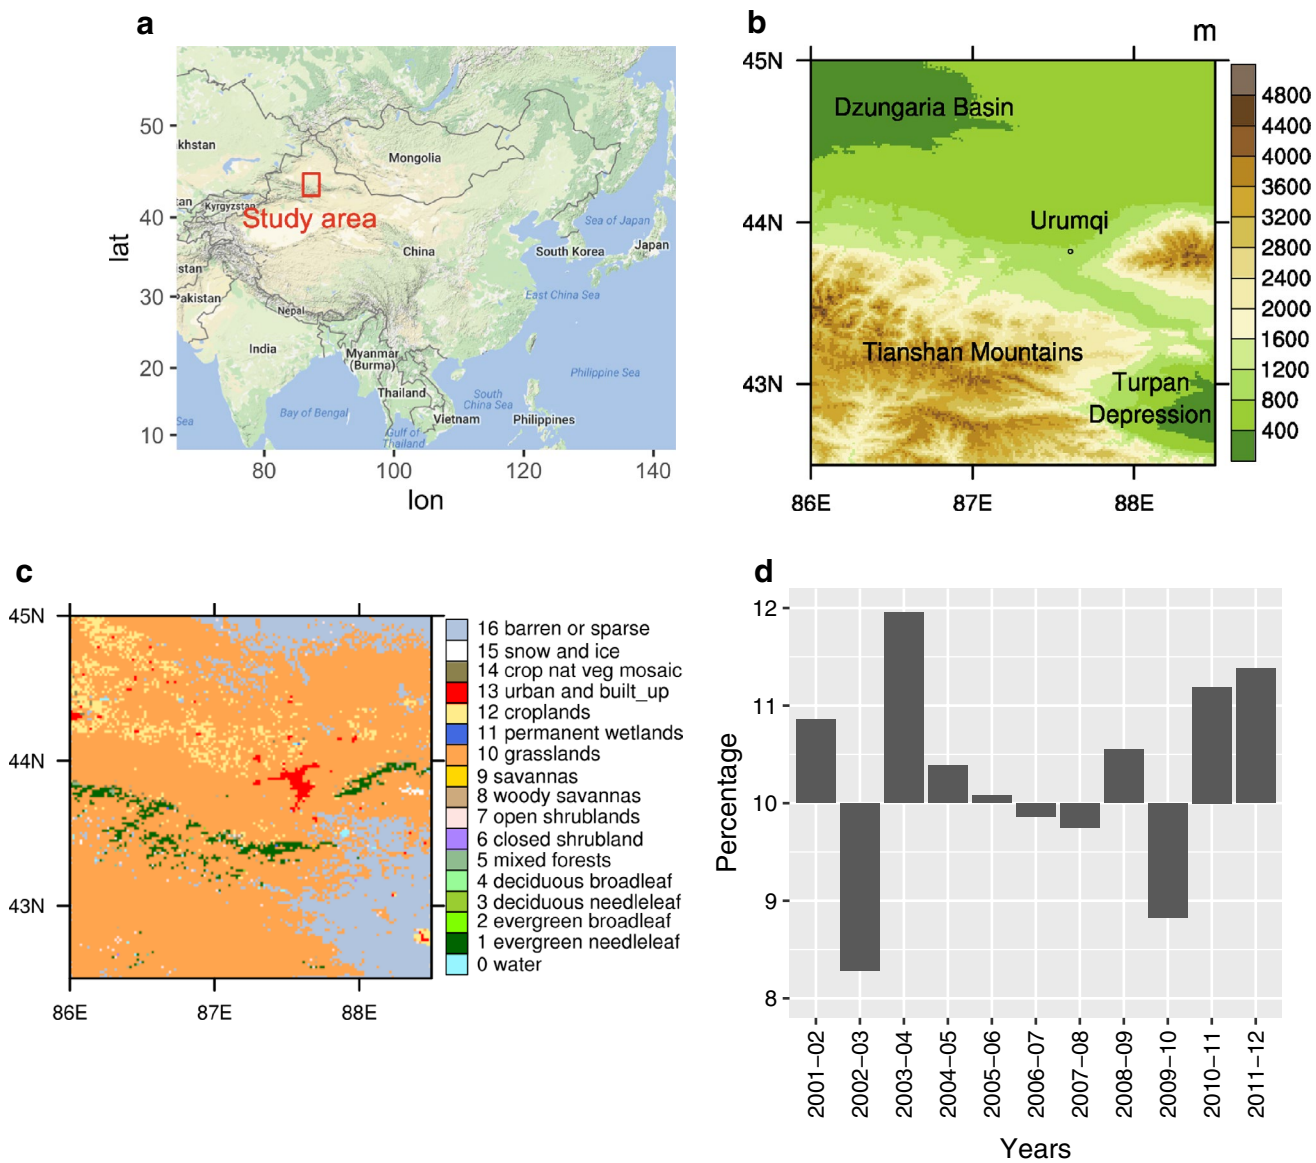 a
50
40
30
20
10
lat
80
100
120
140
lon
khstan
Mongolia
tan
Kyrgyzstan
Study area
Sea of Japan
China
South Korea
Japan
stan
Pakistan
East China Sea
Nepal
India
Myanmar
(Burma)
Philippine Sea
Thailand
South
China Sea
Sea
Bay of Bengal
Vietnam
Philippines
Gulf of
Thailand
b
m
45N
44N
43N
86E
87E
88E
Dzungaria Basin
Urumqi
Tianshan Mountains
Turpan
Depression
4800
4400
4000
3600
3200
2800
2400
2000
1600
1200
800
400
c
45N
44N
43N
86E
87E
88E
16 barren or sparse
15 snow and ice
14 crop nat veg mosaic
13 urban and built_up
12 croplands
11 permanent wetlands
10 grasslands
9 savannas
8 woody savannas
7 open shrublands
6 closed shrubland
5 mixed forests
4 deciduous broadleaf
3 deciduous needleleaf
2 evergreen broadleaf
1 evergreen needleleaf
0 water
d
12
11
10
9
8
Percentage
2001-02
2002-03
2003-04
2004-05
2005-06
2006-07
2007-08
2008-09
2009-10
2010-11
2011-12
Years